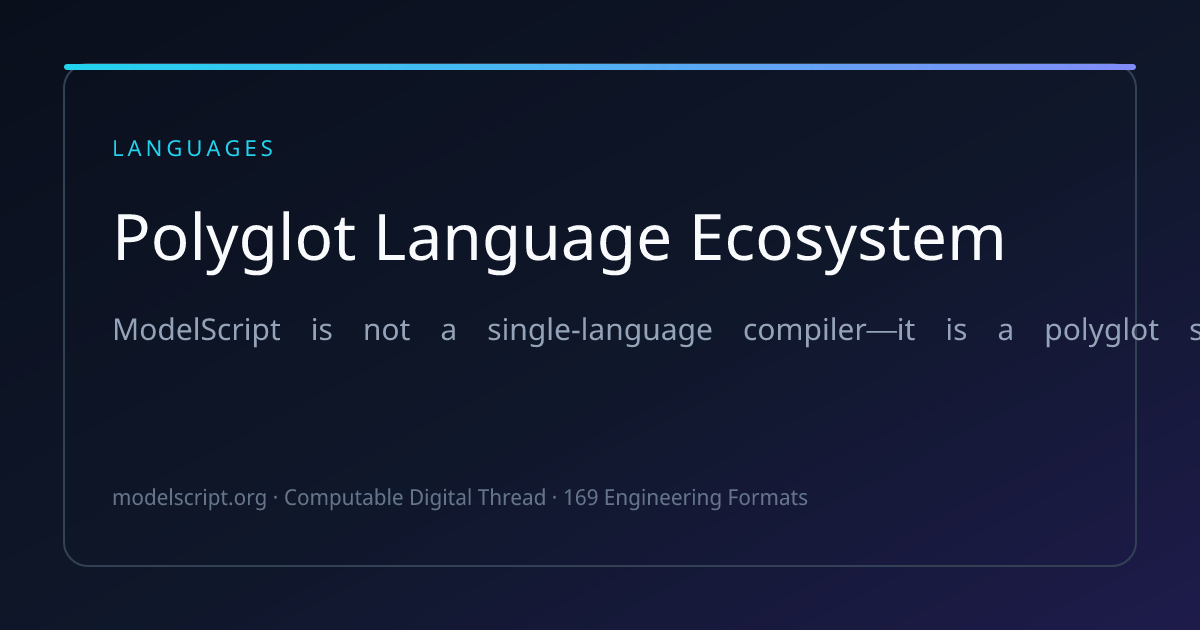 LANGUAGES
Polyglot Language Ecosystem
ModelScript is not a single-language compiler—it is a polyglot
modelscript.org · Computable Digital Thread · 169 Engineering Formats